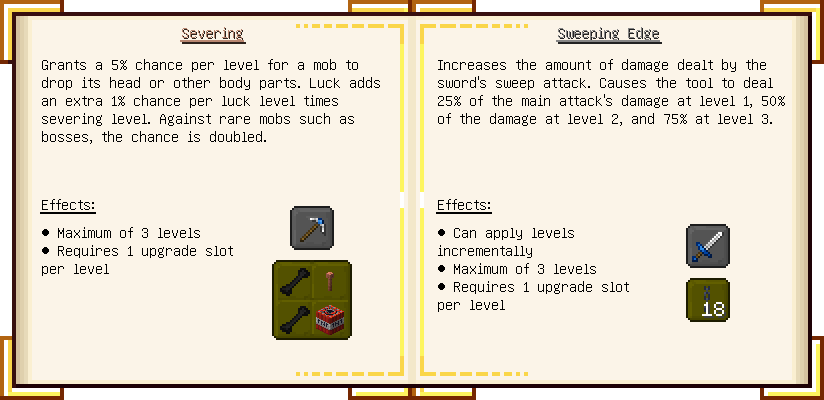 Severing
Grants a 5% chance per level for a mob to
drop its head or other body parts. Luck adds
an extra 1% chance per luck level times
severing level. Against rare mobs such as
bosses, the chance is doubled.
Effects:
● Maximum of 3 levels
● Requires 1 upgrade slot
per level
TNT
Sweeping Edge
Increases the amount of damage dealt by the
sword's sweep attack. Causes the tool to deal
25% of the main attack's damage at level 1, 50%
of the damage at level 2, and 75% at level 3.
Effects:
● Can apply levels
incrementally
● Maximum of 3 levels
● Requires 1 upgrade slot
per level
18